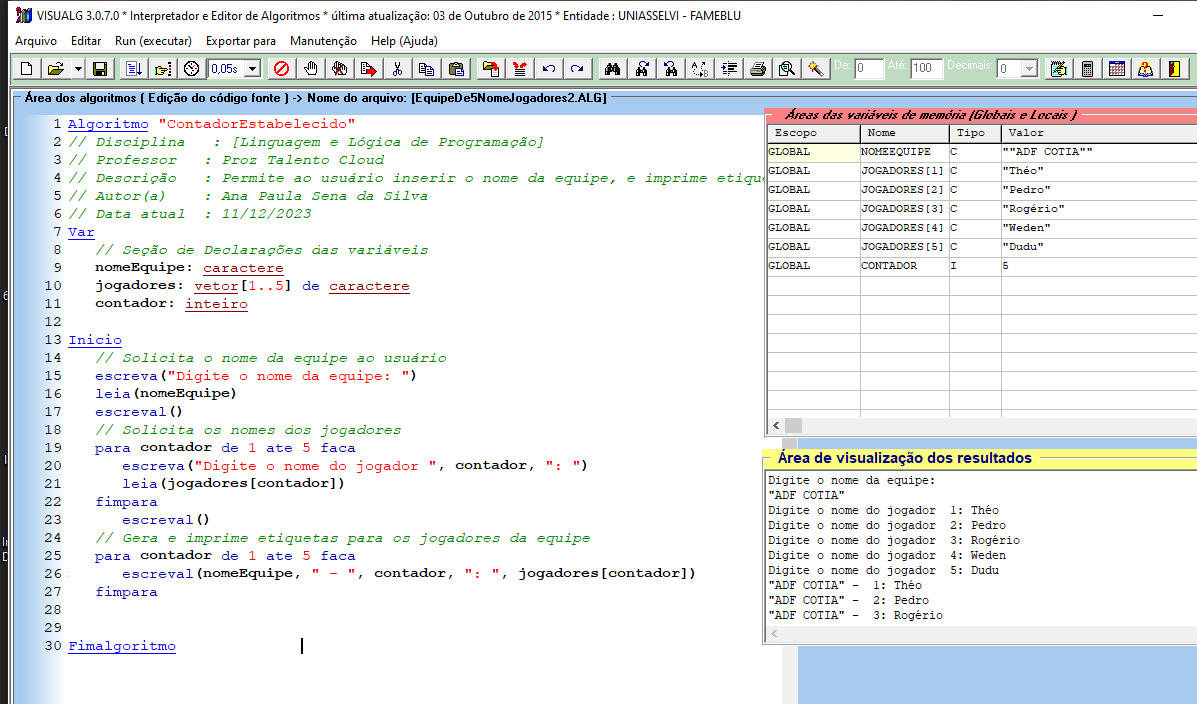 VISUALG 3.0.7.0 * Interpretador e Editor de Algoritmos * última atualização: 03 de Outubro de 2015 * Entidade : UNIASSELVI - FAMEBLU
Arquivo Editar Run (executar) Exportar para Manutenção Help (Ajuda)
0,05s De: 0 Até: 100 Decimais: 0
Área dos algoritmos ( Edição do código fonte ) -> Nome do arquivo: [EquipeDe5NomeJogadores2.ALG]
1 Algoritmo "ContadorEstabelecido"
2 // Disciplina : [Linguagem e Lógica de Programação]
3 // Professor : Proz Talento Cloud
4 // Descrição : Permite ao usuário inserir o nome da equipe, e imprime etique
5 // Autor(a) : Ana Paula Sena da Silva
6 // Data atual : 11/12/2023
7 Var
8 // Seção de Declarações das variáveis
9 nomeEquipe: caractere
10 jogadores: vetor[1..5] de caractere
11 contador: inteiro
12
13 Inicio
14 // Solicita o nome da equipe ao usuário
15 escreva("Digite o nome da equipe: ")
16 leia(nomeEquipe)
17 escreval()
18 // Solicita os nomes dos jogadores
19 para contador de 1 ate 5 faca
20 escreva("Digite o nome do jogador ", contador, ": ")
21 leia(jogadores[contador])
22 fimpara
23 escreval()
24 // Gera e imprime etiquetas para os jogadores da equipe
25 para contador de 1 ate 5 faca
26 escreval(nomeEquipe, " - ", contador, ": ", jogadores[contador])
27 fimpara
28
29
30 Fimalgoritmo
Áreas das variáveis de memória (Globais e Locais )
Escopo Nome Tipo Valor
GLOBAL NOMEEQUIPE C ""ADF COTIA""
GLOBAL JOGADORES[1] C "Théo"
GLOBAL JOGADORES[2] C "Pedro"
GLOBAL JOGADORES[3] C "Rogério"
GLOBAL JOGADORES[4] C "Weden"
GLOBAL JOGADORES[5] C "Dudu"
GLOBAL CONTADOR I 5
Área de visualização dos resultados
Digite o nome da equipe:
"ADF COTIA"
Digite o nome do jogador 1: Théo
Digite o nome do jogador 2: Pedro
Digite o nome do jogador 3: Rogério
Digite o nome do jogador 4: Weden
Digite o nome do jogador 5: Dudu
"ADF COTIA" - 1: Théo
"ADF COTIA" - 2: Pedro
"ADF COTIA" - 3: Rogério